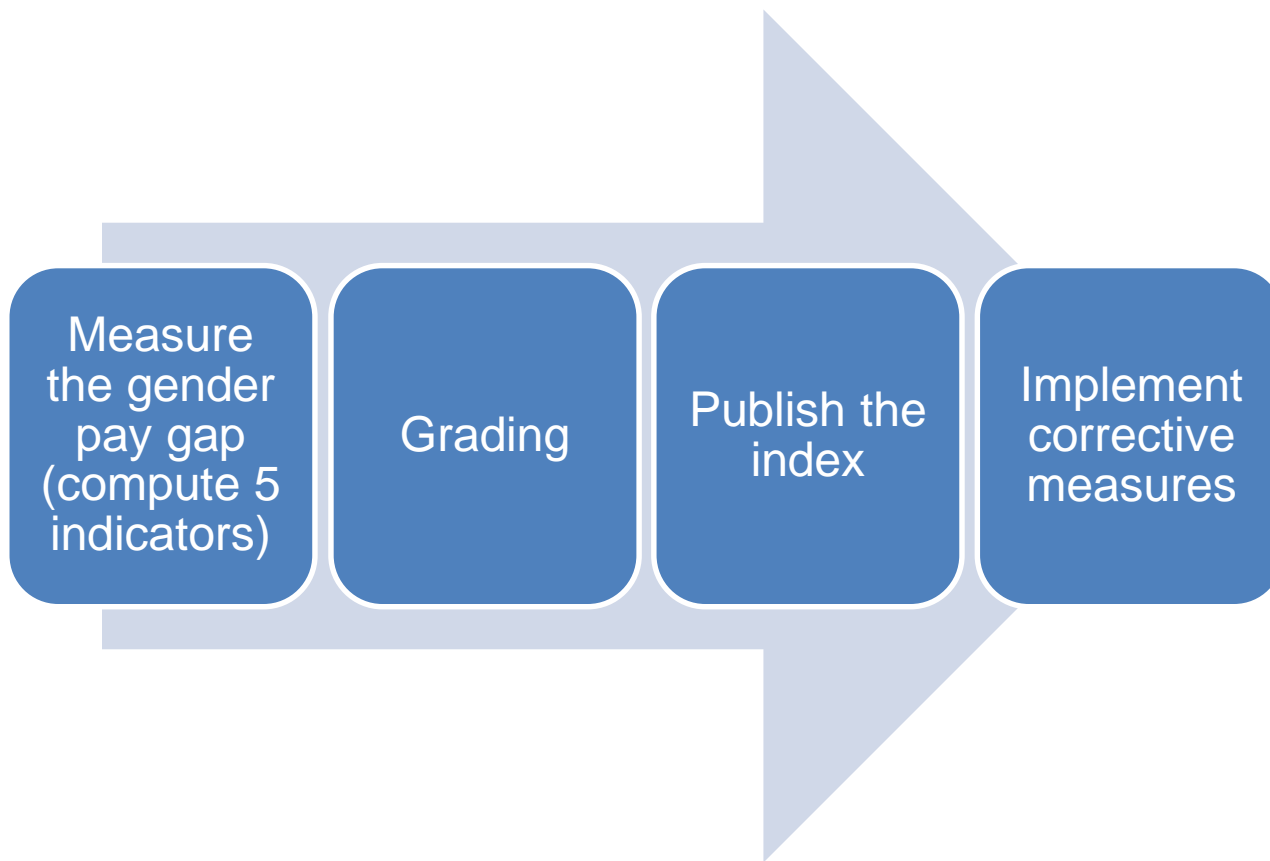 Measure
the gender
pay gap
(compute 5
indicators)
Grading
Publish the
index
Implement
corrective
measures